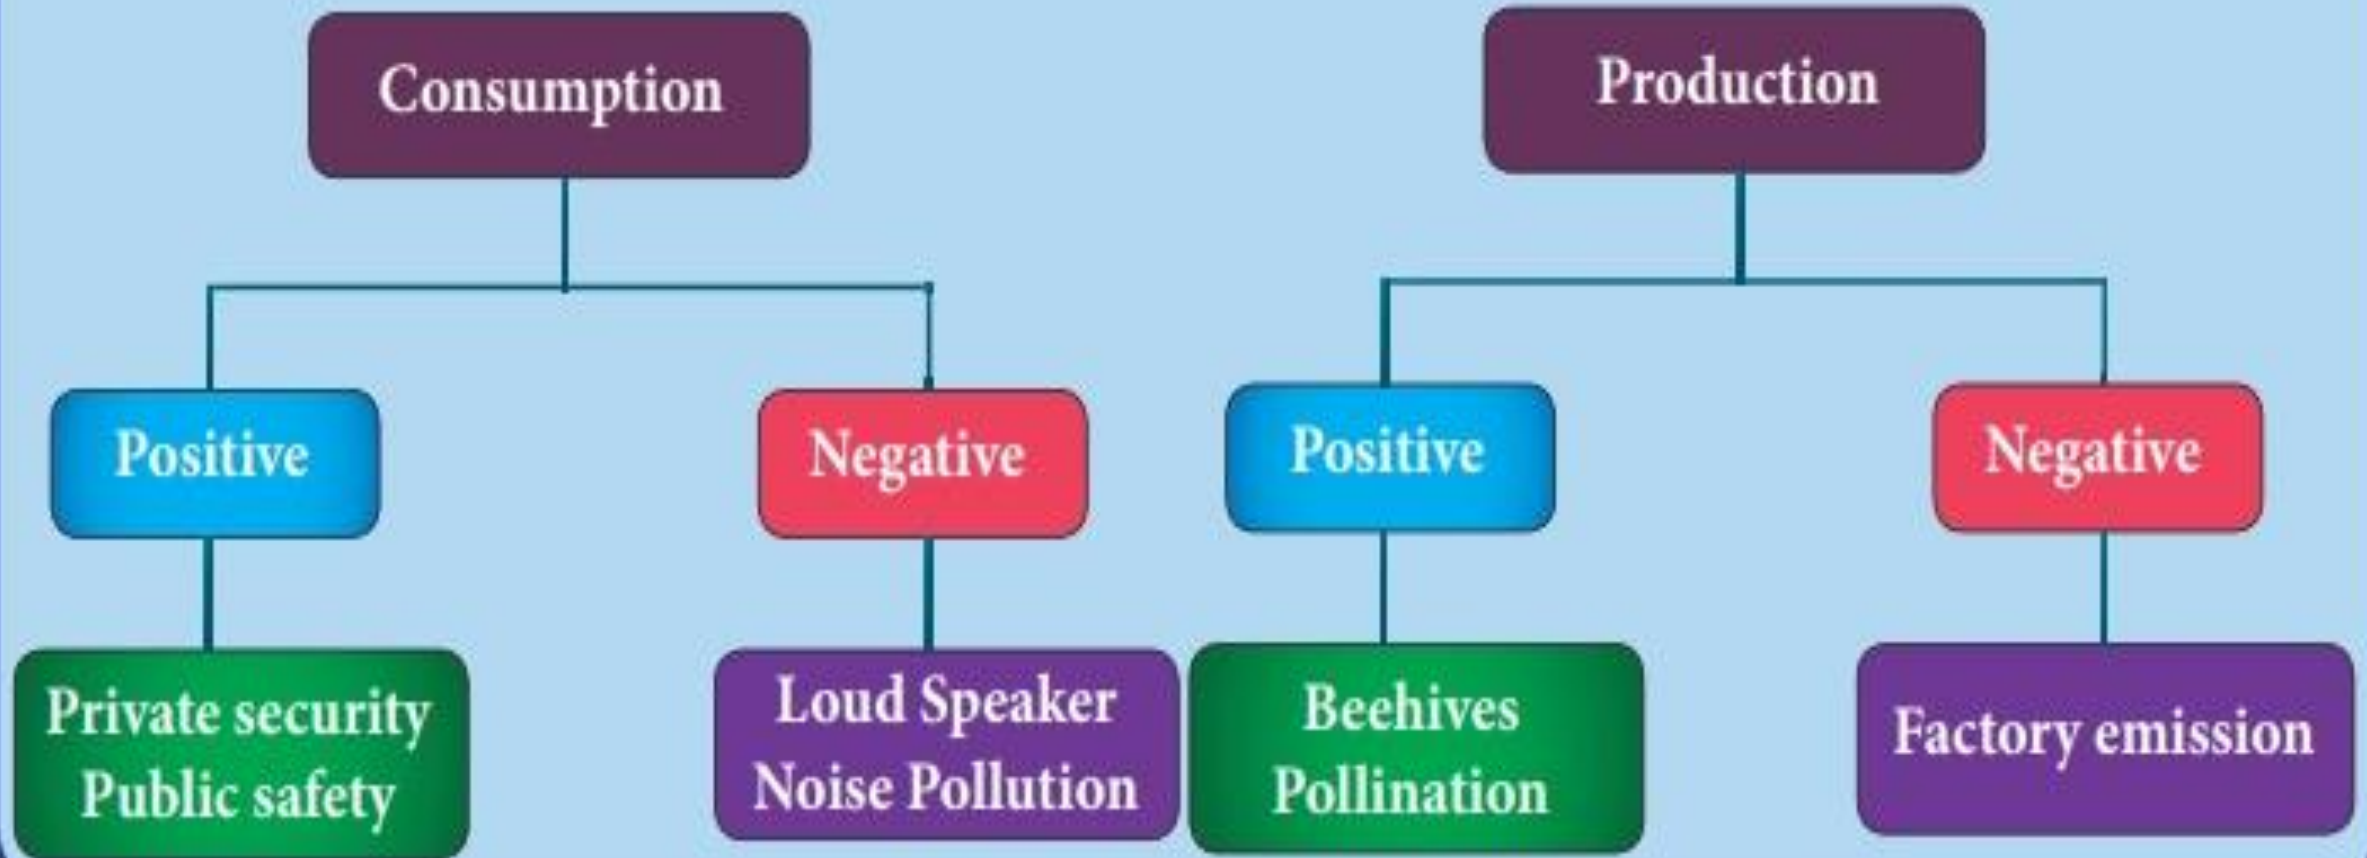 Consumption
Production
Positive
Negative
Positive
Negative
Private security
Public safety
Loud Speaker
Noise Pollution
Beehives
Pollination
Factory emission